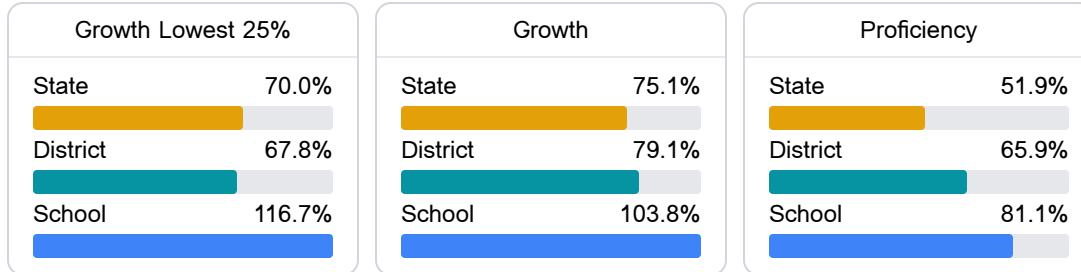 Growth Lowest 25%
State 70.0%
District 67.8%
School 116.7%
Growth
State 75.1%
District 79.1%
School 103.8%
Proficiency
State 51.9%
District 65.9%
School 81.1%